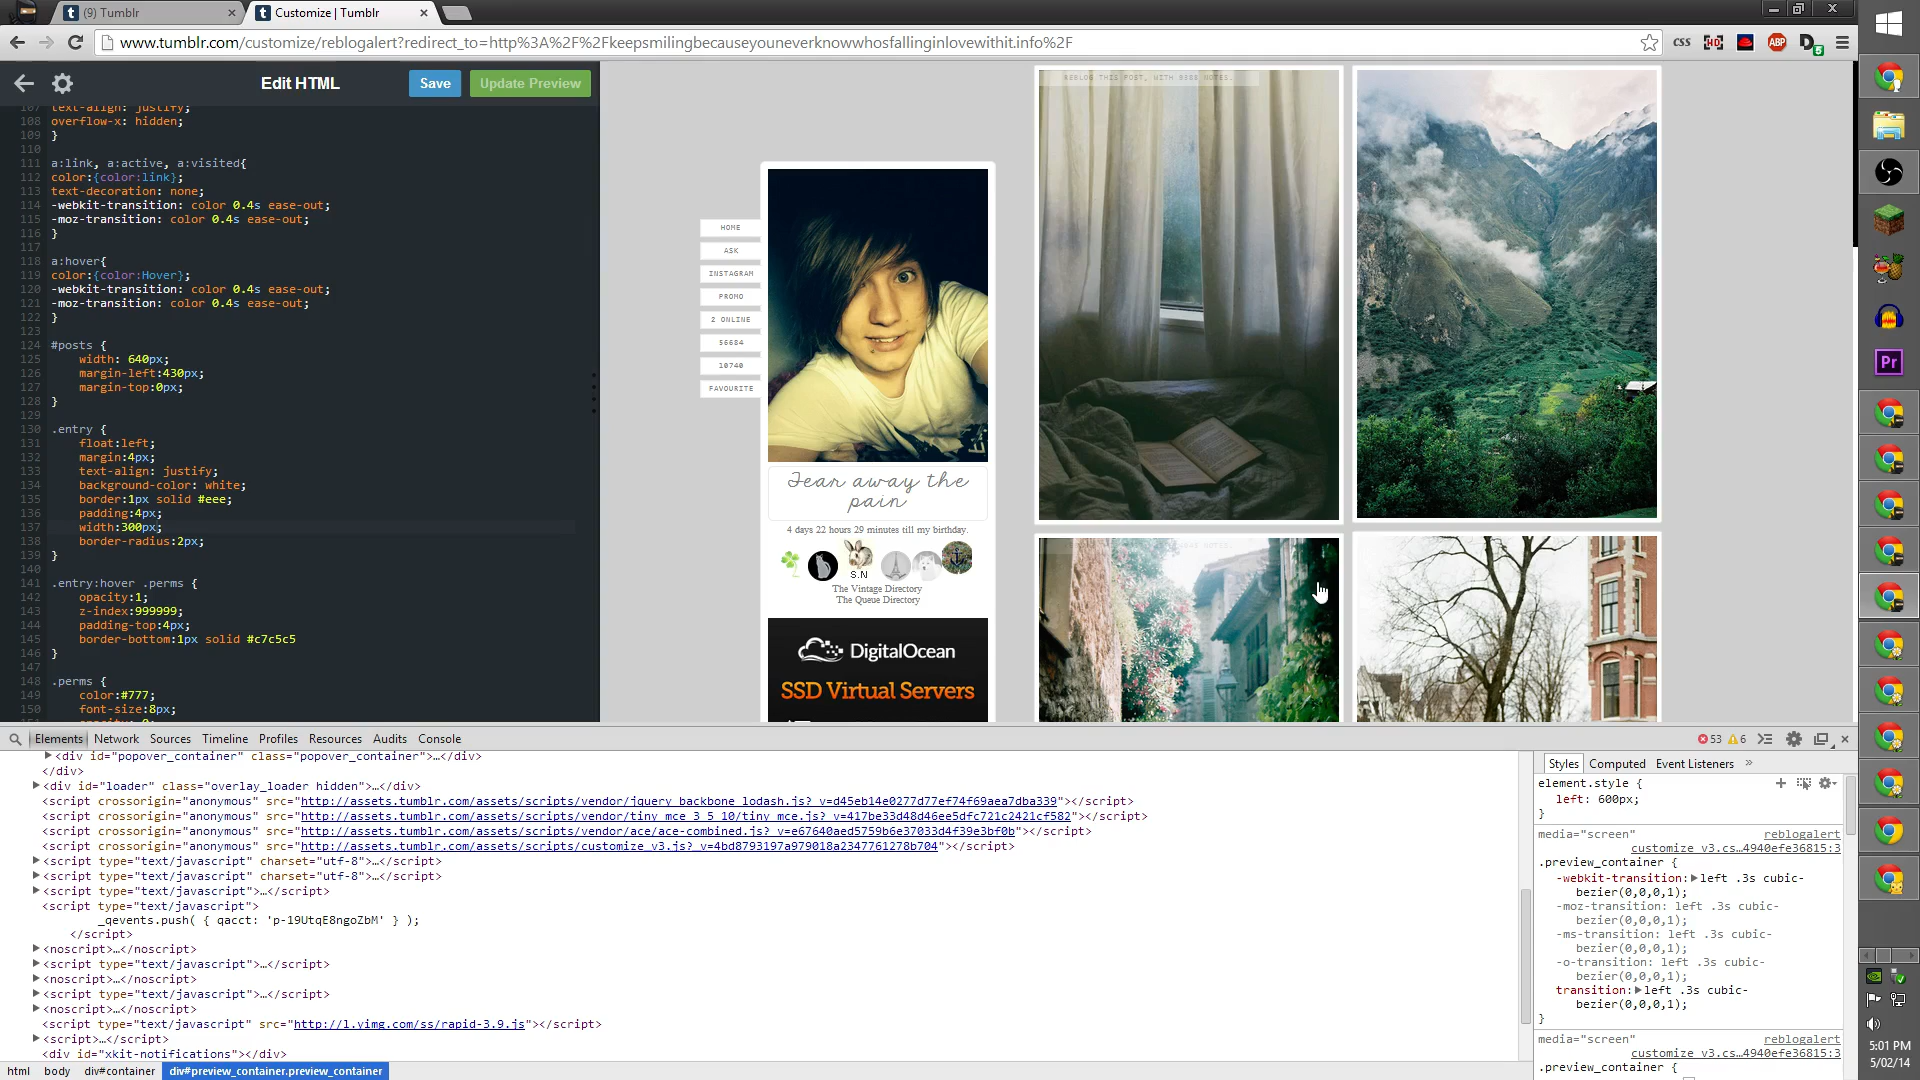 (9) Tumblr
Customize | Tumblr
www.tumblr.com/customize/reblogalert?redirect_to=http%3A%2F%2Fkeepsmilingbecauseyouneverknowwhosfallinginlovewithit.info%2F
Edit HTML
Save
Update Preview
107 text-align: justify;
108 overflow-x: hidden;
109 }
110
111 a:link, a:active, a:visited{
112 color:{color:link};
113 text-decoration: none;
114 -webkit-transition: color 0.4s ease-out;
115 -moz-transition: color 0.4s ease-out;
116 }
117
118 a:hover{
119 color:{color:Hover};
120 -webkit-transition: color 0.4s ease-out;
121 -moz-transition: color 0.4s ease-out;
122 }
123
124 #posts {
125 width: 640px;
126 margin-left:430px;
127 margin-top:0px;
128 }
129
130 .entry {
131 float:left;
132 margin:4px;
133 text-align: justify;
134 background-color: white;
135 border:1px solid #eee;
136 padding:4px;
137 width:300px;
138 border-radius:2px;
139 }
140
141 .entry:hover .perms {
142 opacity:1;
143 z-index:999999;
144 padding-top:4px;
145 border-bottom:1px solid #c7c5c5
146 }
147
148 .perms {
149 color:#777;
150 font-size:8px;
HOME
ASK
INSTAGRAM
PROMO
2 ONLINE
56684
10740
FAVOURITE
Tear away the
pain
4 days 22 hours 29 minutes till my birthday.
S.N
The Vintage Directory
The Queue Directory
DigitalOcean
SSD Virtual Servers
REBLOG THIS POST, WITH 9388 NOTES.
Elements Network Sources Timeline Profiles Resources Audits Console
53 6
<div id="popover_container" class="popover_container">…</div>
</div>
<div id="loader" class="overlay_loader hidden">…</div>
<script crossorigin="anonymous" src="http://assets.tumblr.com/assets/scripts/vendor/jquery_backbone_lodash.js?_v=d45eb14e0277d77ef74f69aea7dba339"></script>
<script crossorigin="anonymous" src="http://assets.tumblr.com/assets/scripts/vendor/tiny_mce_3_5_10/tiny_mce.js?_v=417be33d48d46ee5dfc721c2421cf582"></script>
<script crossorigin="anonymous" src="http://assets.tumblr.com/assets/scripts/vendor/ace/ace-combined.js?_v=e67640aed5759b6e37033d4f39e3bf0b"></script>
<script crossorigin="anonymous" src="http://assets.tumblr.com/assets/scripts/customize_v3.js?_v=4bd8793197a979018a2347761278b704"></script>
<script type="text/javascript" charset="utf-8">…</script>
<script type="text/javascript" charset="utf-8">…</script>
<script type="text/javascript">…</script>
<script type="text/javascript">
_qevents.push( { qacct: 'p-19UtqE8ngoZbM' } );
</script>
<noscript>…</noscript>
<script type="text/javascript">…</script>
<noscript>…</noscript>
<script type="text/javascript">…</script>
<noscript>…</noscript>
<script type="text/javascript" src="http://l.yimg.com/ss/rapid-3.9.js"></script>
<script>…</script>
<div id="xkit-notifications"></div>
html body div#container div#preview_container.preview_container
Styles Computed Event Listeners »
element.style {
left: 600px;
}
media="screen" reblogalert
customize_v3.cs…4940efe36815:3
.preview_container {
-webkit-transition: left .3s cubic-
bezier(0,0,0,1);
-moz-transition: left .3s cubic-
bezier(0,0,0,1);
-ms-transition: left .3s cubic-
bezier(0,0,0,1);
-o-transition: left .3s cubic-
bezier(0,0,0,1);
transition: left .3s cubic-
bezier(0,0,0,1);
}
media="screen" reblogalert
customize_v3.cs…4940efe36815:3
.preview_container {
css
HD
ABP
Pr
5:01 PM
5/02/14